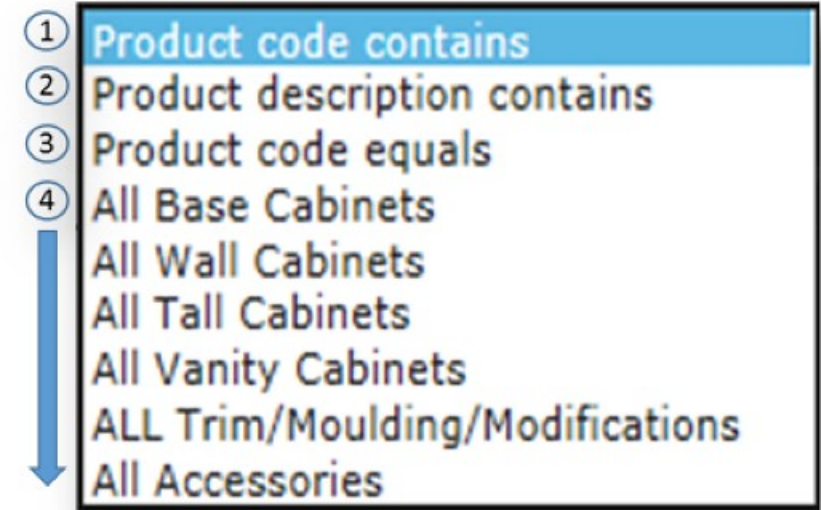 ① Product code contains
② Product description contains
③ Product code equals
④ All Base Cabinets
All Wall Cabinets
All Tall Cabinets
All Vanity Cabinets
ALL Trim/Moulding/Modifications
All Accessories